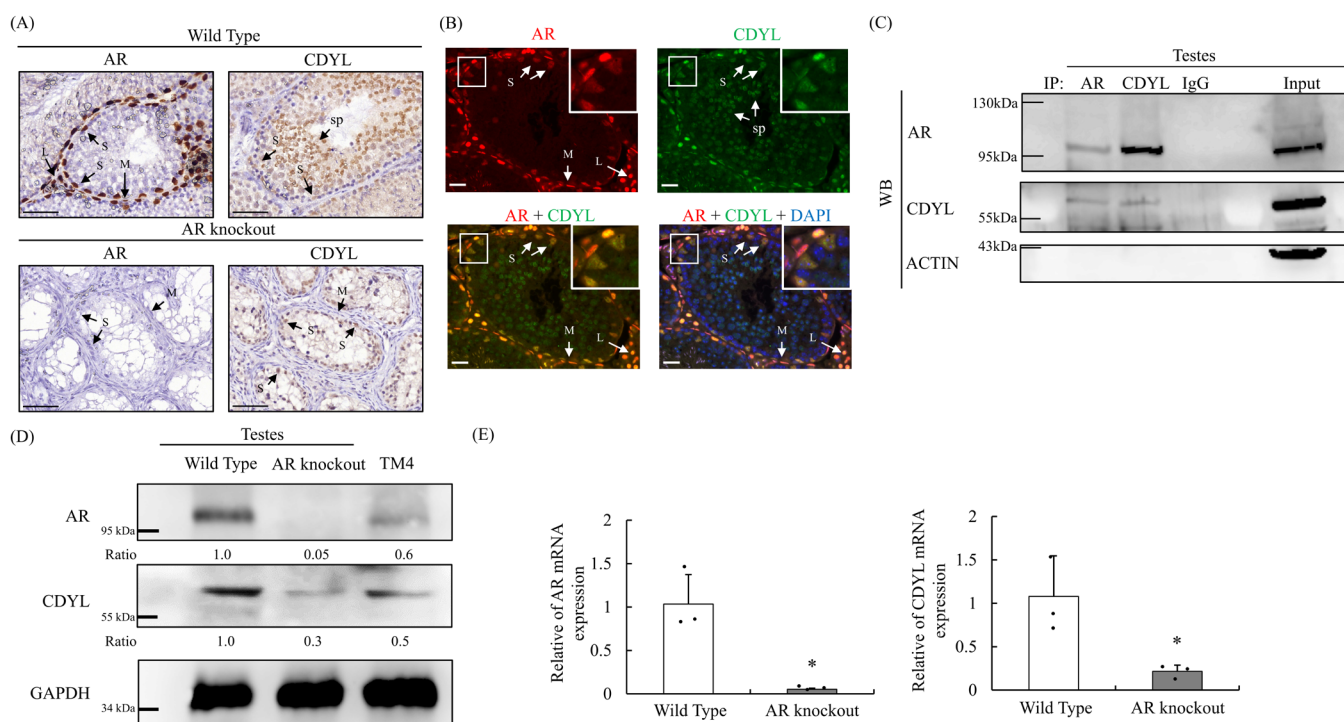 (A)
Wild Type
AR
CDYL
S
L
S
M
sp
S
S
AR knockout
AR
CDYL
M
S
M
S
S
S
(B)
AR
CDYL
S
M
L
sp
AR + CDYL
AR + CDYL + DAPI
S
M
L
S
M
L
(C)
Testes
IP: AR CDYL IgG Input
WB
130kDa
AR
95kDa
CDYL
55kDa
43kDa
ACTIN
(D)
Testes
Wild Type AR knockout TM4
AR
95 kDa
Ratio 1.0 0.05 0.6
CDYL
55 kDa
Ratio 1.0 0.3 0.5
GAPDH
34 kDa
(E)
Relative of AR mRNA
expression
2
1.5
1
0.5
0
*
Wild Type AR knockout
Relative of CDYL mRNA
expression
2
1.5
1
0.5
0
*
Wild Type AR knockout